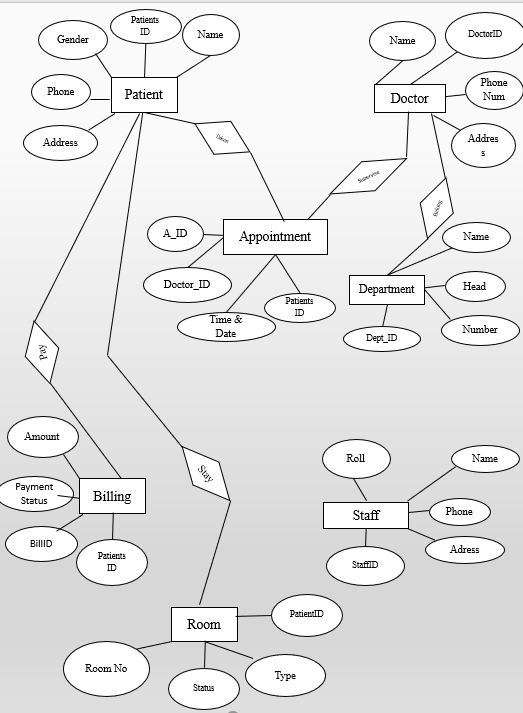 Patients
ID
Gender
Name
Phone
Patient
Address
Taken
Name
DoctorID
Phone
Num
Doctor
Addres
s
Supervise
Belong
A_ID
Appointment
Doctor_ID
Time &
Date
Patients
ID
Name
Department
Head
Dept_ID
Number
Pay
Amount
Payment
Status
Billing
BillID
Patients
ID
Stay
Roll
Name
Staff
Phone
StaffID
Adress
Room
PatientID
Room No
Status
Type